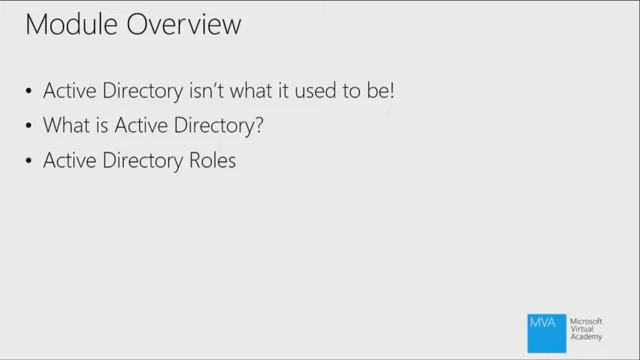 Module Overview
• Active Directory isn't what it used to be!
• What is Active Directory?
• Active Directory Roles
MVA
Microsoft
Virtual
Academy